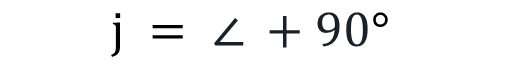 j = ∠ + 90°